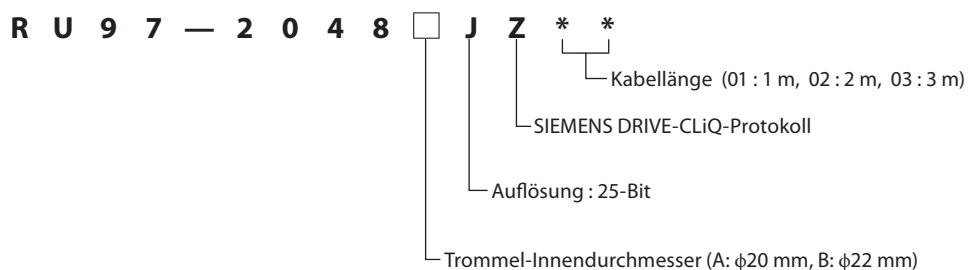 R U 9 7 — 2 0 4 8 □ J Z * *
Kabellänge (01 : 1 m, 02 : 2 m, 03 : 3 m)
SIEMENS DRIVE-CLiQ-Protokoll
Auflösung : 25-Bit
Trommel-Innendurchmesser (A: ϕ20 mm, B: ϕ22 mm)